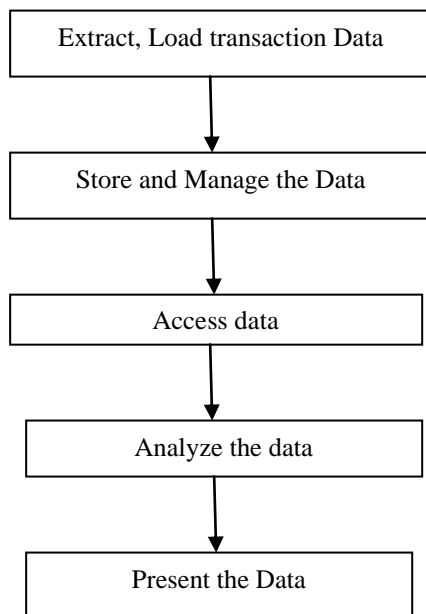 Extract, Load transaction Data
Store and Manage the Data
Access data
Analyze the data
Present the Data